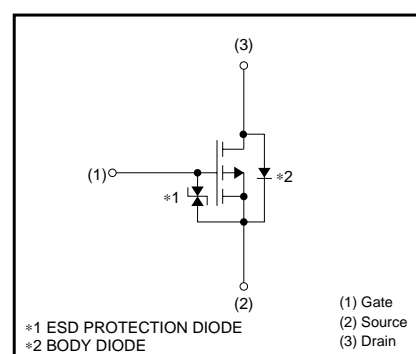 (3)
(1)
∗1
∗2
(2)
∗1 ESD PROTECTION DIODE
∗2 BODY DIODE
(1) Gate
(2) Source
(3) Drain